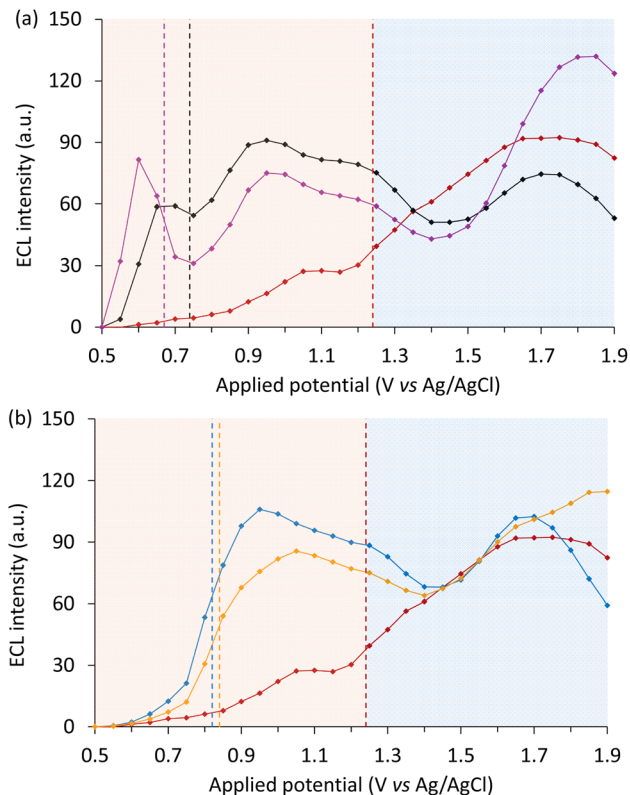 (a)
150
120
90
60
30
0
ECL intensity (a.u.)
0.5 0.7 0.9 1.1 1.3 1.5 1.7 1.9
Applied potential (V vs Ag/AgCl)
(b)
150
120
90
60
30
0
ECL intensity (a.u.)
0.5 0.7 0.9 1.1 1.3 1.5 1.7 1.9
Applied potential (V vs Ag/AgCl)